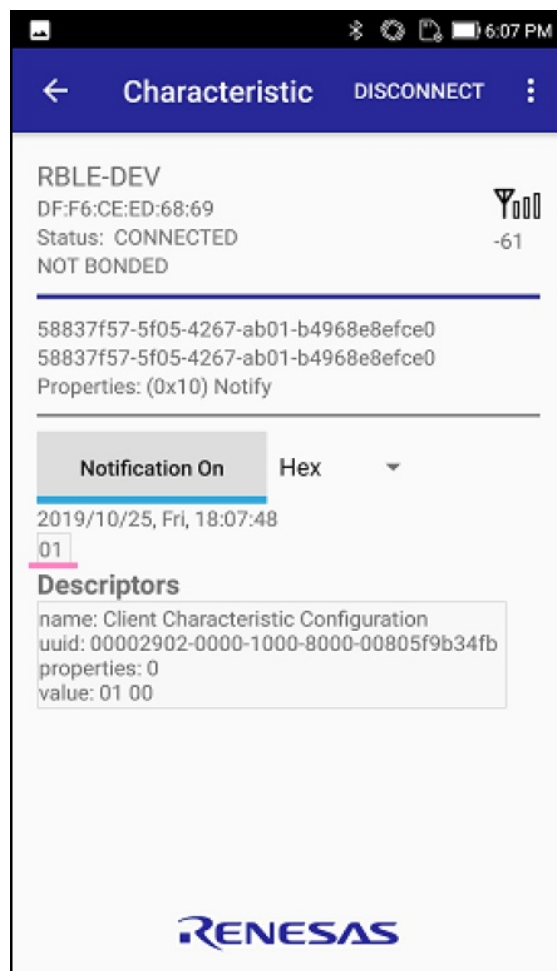 6:07 PM
Characteristic DISCONNECT
RBLE-DEV
DF:F6:CE:ED:68:69
Status: CONNECTED
-61
NOT BONDED
58837f57-5f05-4267-ab01-b4968e8efce0
58837f57-5f05-4267-ab01-b4968e8efce0
Properties: (0x10) Notify
Notification On Hex
2019/10/25, Fri, 18:07:48
01
Descriptors
name: Client Characteristic Configuration
uuid: 00002902-0000-1000-8000-00805f9b34fb
properties: 0
value: 01 00
RENESAS